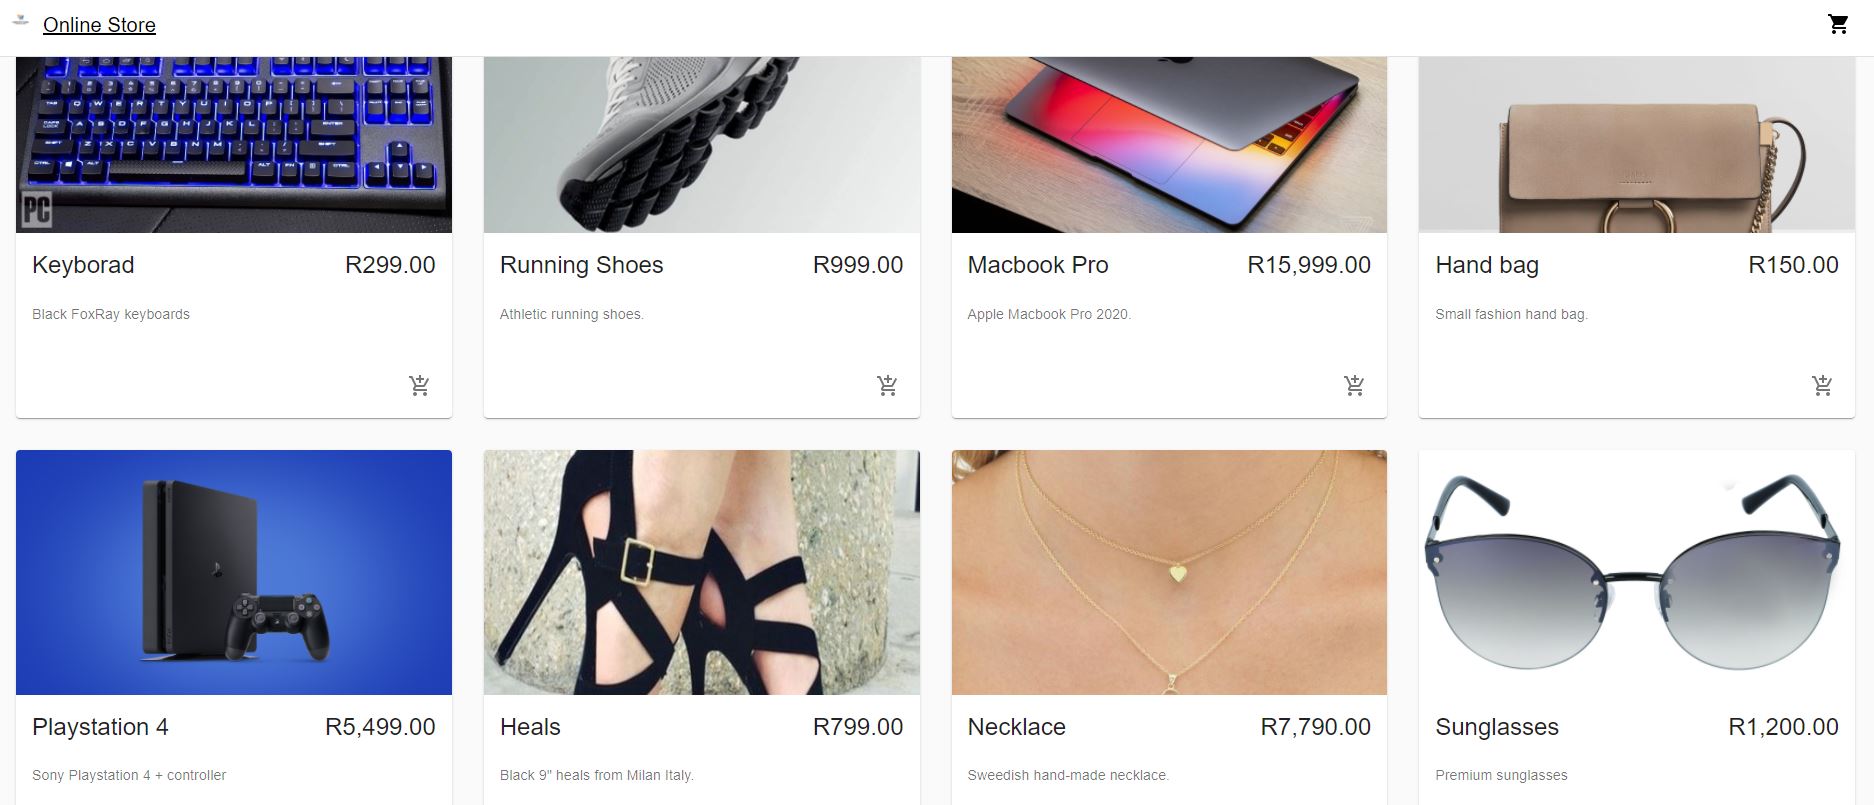 Online Store
PC
Keyborad R299.00
Black FoxRay keyboards
Running Shoes R999.00
Athletic running shoes.
Macbook Pro R15,999.00
Apple Macbook Pro 2020.
Hand bag R150.00
Small fashion hand bag.
Playstation 4 R5,499.00
Sony Playstation 4 + controller
Heals R799.00
Black 9" heals from Milan Italy.
Necklace R7,790.00
Sweedish hand-made necklace.
Sunglasses R1,200.00
Premium sunglasses